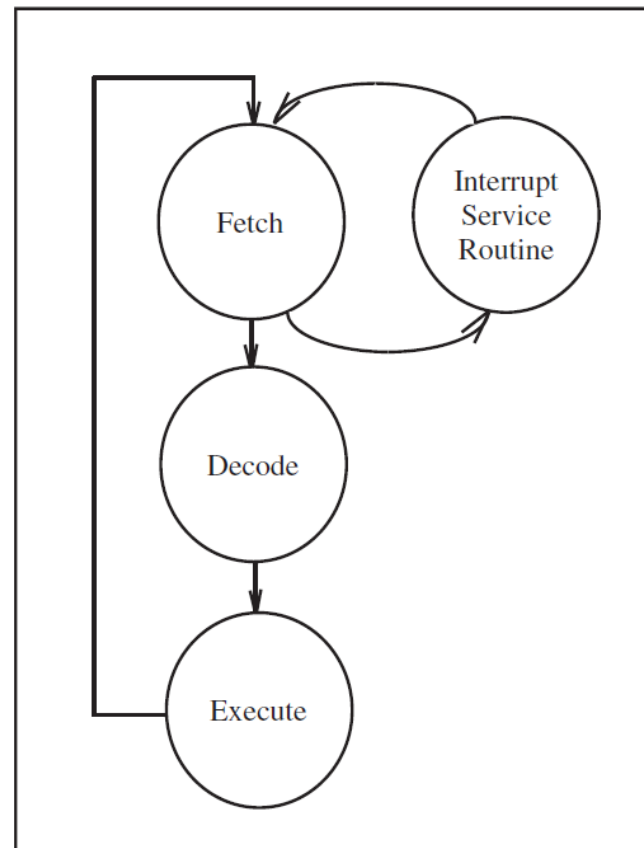 Fetch
Interrupt
Service
Routine
Decode
Execute